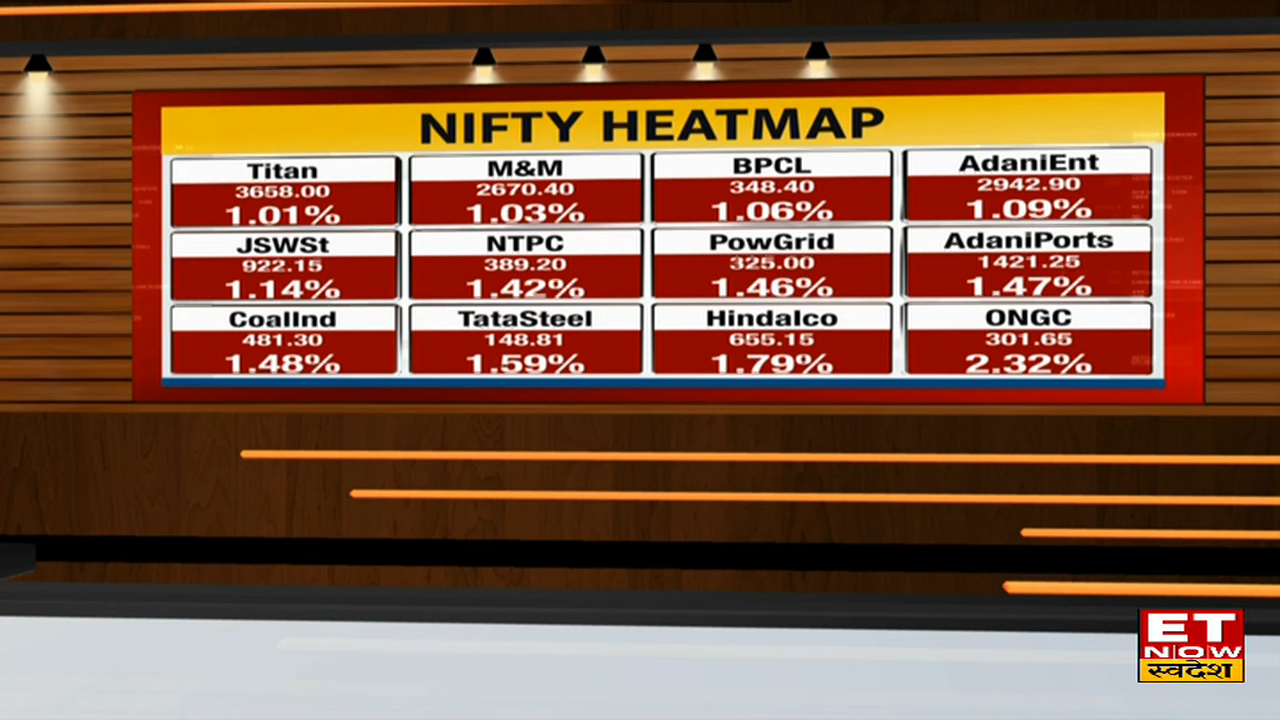 NIFTY HEATMAP
Titan
3658.00
1.01%
M&M
2670.40
1.03%
BPCL
348.40
1.06%
AdaniEnt
2942.90
1.09%
JSWSt
922.15
1.14%
NTPC
389.20
1.42%
PowGrid
325.00
1.46%
AdaniPorts
1421.25
1.47%
CoalInd
481.30
1.48%
TataSteel
148.81
1.59%
Hindalco
655.15
1.79%
ONGC
301.65
2.32%
ET
NOW
स्वदेश